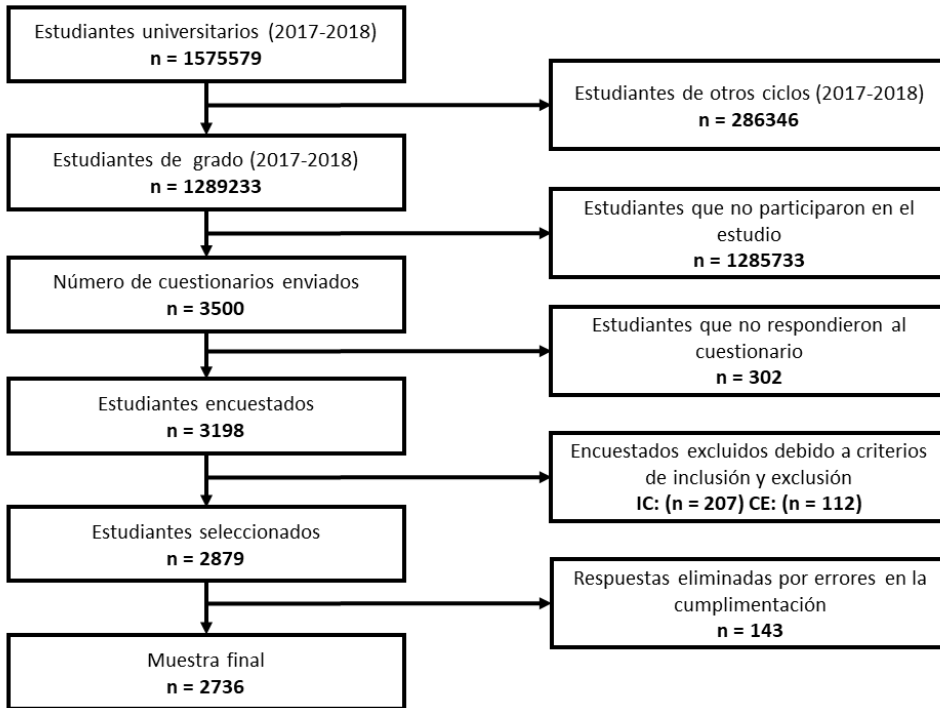 Estudiantes universitarios (2017-2018)
n = 1575579
Estudiantes de otros ciclos (2017-2018)
n = 286346
Estudiantes de grado (2017-2018)
n = 1289233
Estudiantes que no participaron en el
estudio
n = 1285733
Número de cuestionarios enviados
n = 3500
Estudiantes que no respondieron al
cuestionario
n = 302
Estudiantes encuestados
n = 3198
Encuestados excluidos debido a criterios
de inclusión y exclusión
IC: (n = 207) CE: (n = 112)
Estudiantes seleccionados
n = 2879
Respuestas eliminadas por errores en la
cumplimentación
n = 143
Muestra final
n = 2736